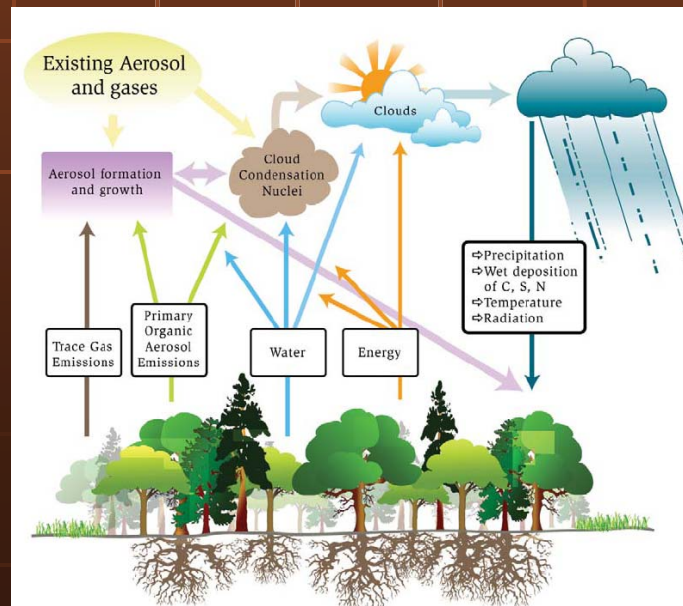 Existing Aerosol
and gases
Clouds
Aerosol formation
and growth
Cloud
Condensation
Nuclei
⇨Precipitation
⇨Wet deposition
of C, S, N
⇨Temperature
⇨Radiation
Trace Gas
Emissions
Primary
Organic
Aerosol
Emissions
Water
Energy